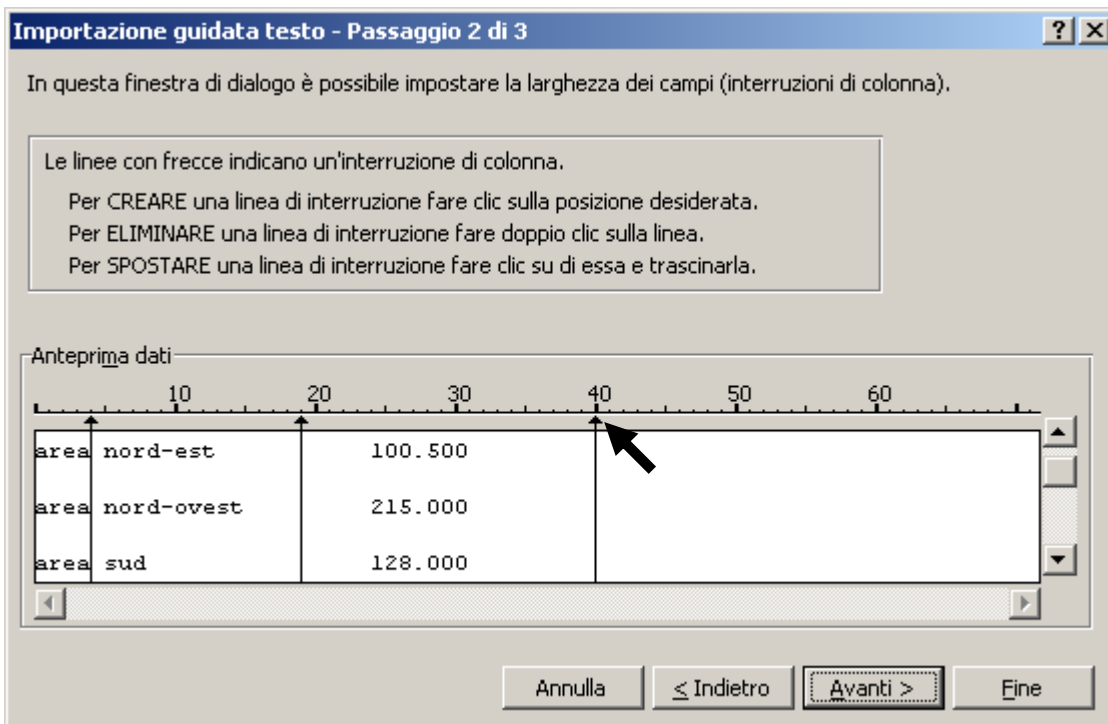 Importazione guidata testo - Passaggio 2 di 3
In questa finestra di dialogo è possibile impostare la larghezza dei campi (interruzioni di colonna).
Le linee con frecce indicano un'interruzione di colonna.
Per CREARE una linea di interruzione fare clic sulla posizione desiderata.
Per ELIMINARE una linea di interruzione fare doppio clic sulla linea.
Per SPOSTARE una linea di interruzione fare clic su di essa e trascinarla.
Anteprima dati
10 20 30 40 50 60
area nord-est 100.500
area nord-ovest 215.000
area sud 128.000
Annulla < Indietro Avanti > Fine